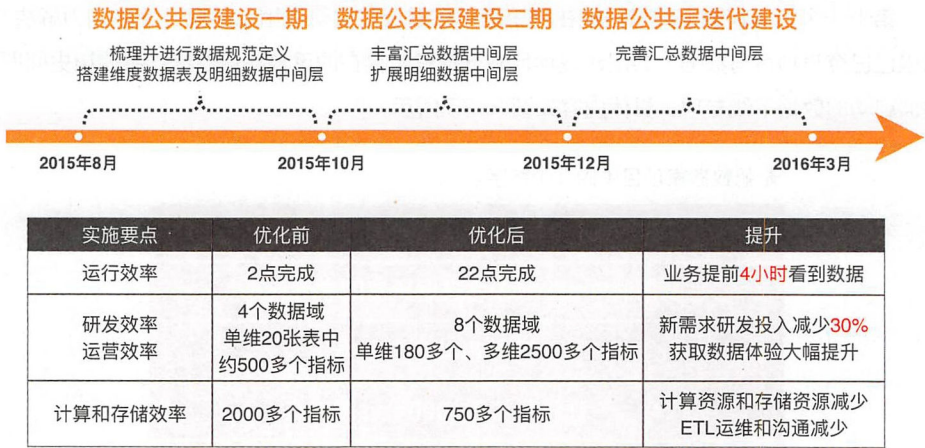 数据公共层建设一期 数据公共层建设二期 数据公共层迭代建设
梳理并进行数据规范定义
搭建维度数据表及明细数据中间层
丰富汇总数据中间层
扩展明细数据中间层
完善汇总数据中间层
2015年8月 2015年10月 2015年12月 2016年3月
实施要点 优化前 优化后 提升
运行效率 2点完成 22点完成 业务提前4小时看到数据
研发效率
运营效率
4个数据域
单维20张表中
约500多个指标
8个数据域
单维180多个、多维2500多个指标
新需求研发投入减少30%
获取数据体验大幅提升
计算和存储效率 2000多个指标 750多个指标
计算资源和存储资源减少
ETL运维和沟通减少